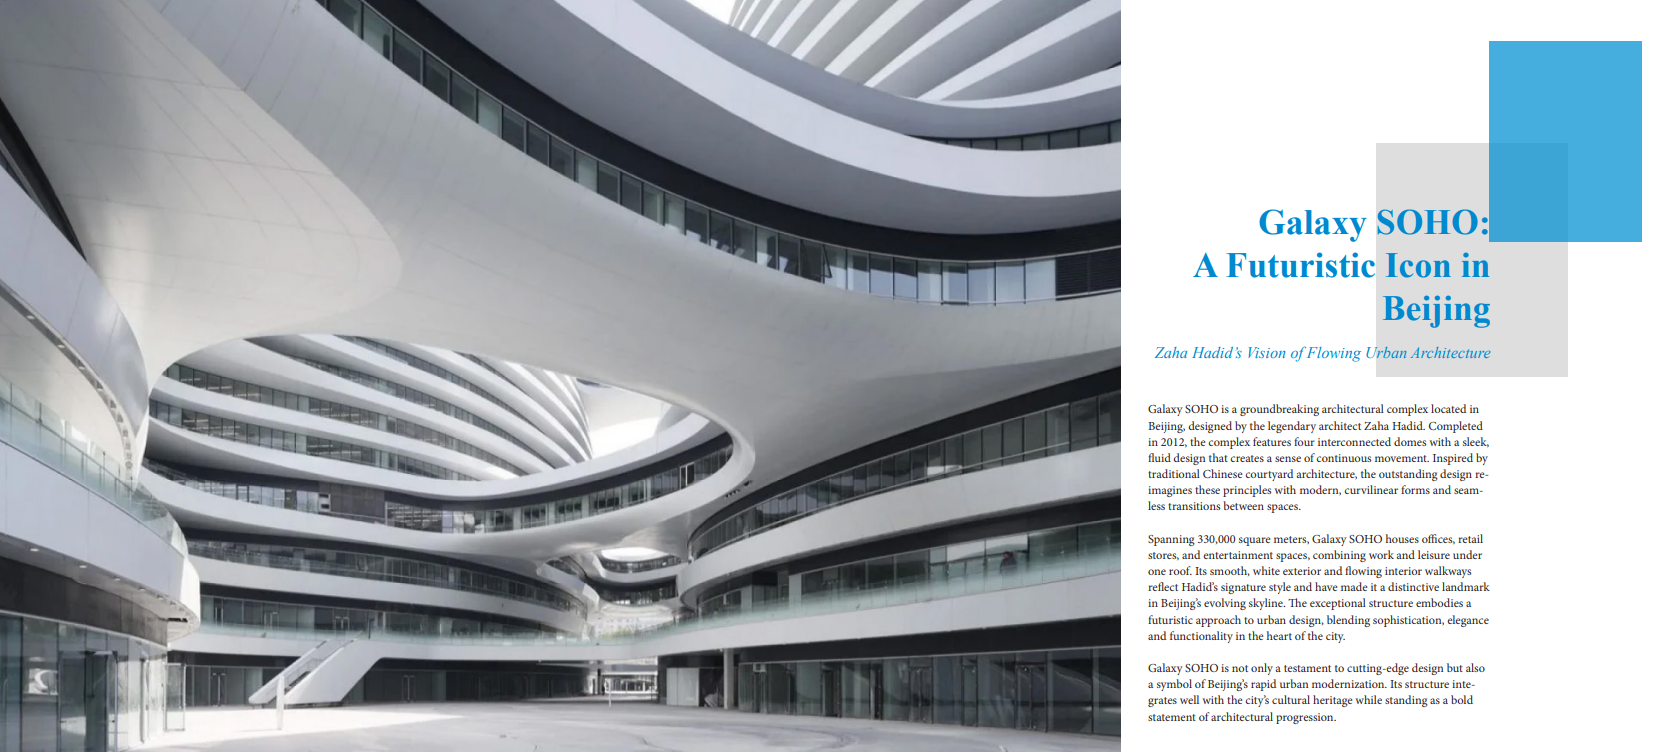 Galaxy SOHO:
A Futuristic Icon in
Beijing
Zaha Hadid's Vision of Flowing Urban Architecture
Galaxy SOHO is a groundbreaking architectural complex located in
Beijing, designed by the legendary architect Zaha Hadid. Completed
in 2012, the complex features four interconnected domes with a sleek,
fluid design that creates a sense of continuous movement. Inspired by
traditional Chinese courtyard architecture, the outstanding design re-
imagines these principles with modern, curvilinear forms and seam-
less transitions between spaces.
Spanning 330,000 square meters, Galaxy SOHO houses offices, retail
stores, and entertainment spaces, combining work and leisure under
one roof. Its smooth, white exterior and flowing interior walkways
reflect Hadid's signature style and have made it a distinctive landmark
in Beijing's evolving skyline. The exceptional structure embodies a
futuristic approach to urban design, blending sophistication, elegance
and functionality in the heart of the city.
Galaxy SOHO is not only a testament to cutting-edge design but also
a symbol of Beijing's rapid urban modernization. Its structure inte-
grates well with the city's cultural heritage while standing as a bold
statement of architectural progression.